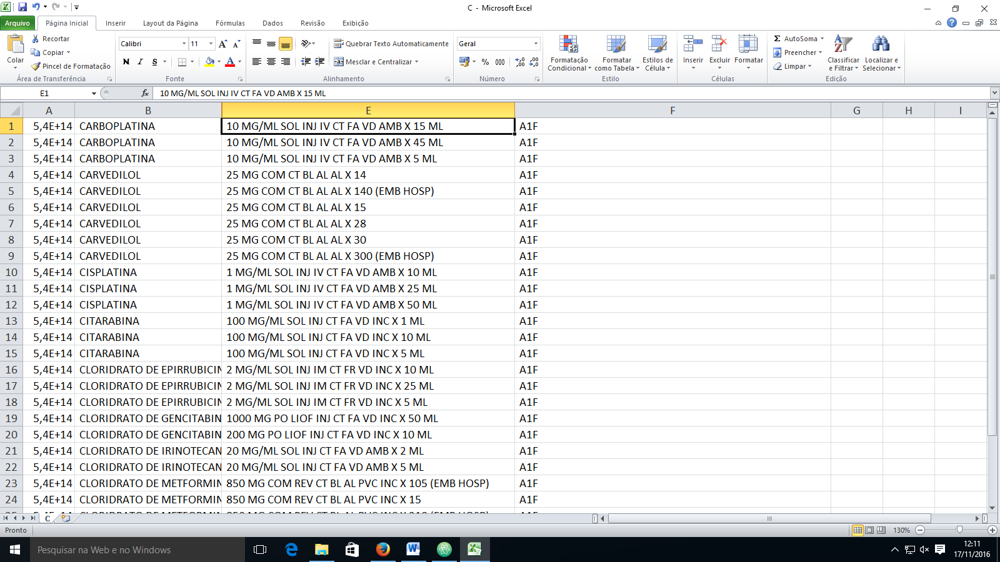 C - Microsoft Excel
Arquivo Página Inicial Inserir Layout da Página Fórmulas Dados Revisão Exibição
Colar Recortar Copiar Pincel de Formatação
Calibri 11
N I S
Quebrar Texto Automaticamente
Mesclar e Centralizar
Geral
% 000
Formatação Condicional Formatar como Tabela Estilos de Célula
Inserir Excluir Formatar
AutoSoma Preencher Limpar
Classificar e Filtrar Localizar e Selecionar
Área de Transferência Fonte Alinhamento Número Estilo Células Edição
E1 fx 10 MG/ML SOL INJ IV CT FA VD AMB X 15 ML
A B E F G H I
1 5,4E+14 CARBOPLATINA 10 MG/ML SOL INJ IV CT FA VD AMB X 15 ML A1F
2 5,4E+14 CARBOPLATINA 10 MG/ML SOL INJ IV CT FA VD AMB X 45 ML A1F
3 5,4E+14 CARBOPLATINA 10 MG/ML SOL INJ IV CT FA VD AMB X 5 ML A1F
4 5,4E+14 CARVEDILOL 25 MG COM CT BL AL AL X 14 A1F
5 5,4E+14 CARVEDILOL 25 MG COM CT BL AL AL X 140 (EMB HOSP) A1F
6 5,4E+14 CARVEDILOL 25 MG COM CT BL AL AL X 15 A1F
7 5,4E+14 CARVEDILOL 25 MG COM CT BL AL AL X 28 A1F
8 5,4E+14 CARVEDILOL 25 MG COM CT BL AL AL X 30 A1F
9 5,4E+14 CARVEDILOL 25 MG COM CT BL AL AL X 300 (EMB HOSP) A1F
10 5,4E+14 CISPLATINA 1 MG/ML SOL INJ IV CT FA VD AMB X 10 ML A1F
11 5,4E+14 CISPLATINA 1 MG/ML SOL INJ IV CT FA VD AMB X 25 ML A1F
12 5,4E+14 CISPLATINA 1 MG/ML SOL INJ IV CT FA VD AMB X 50 ML A1F
13 5,4E+14 CITARABINA 100 MG/ML SOL INJ CT FA VD INC X 1 ML A1F
14 5,4E+14 CITARABINA 100 MG/ML SOL INJ CT FA VD INC X 10 ML A1F
15 5,4E+14 CITARABINA 100 MG/ML SOL INJ CT FA VD INC X 5 ML A1F
16 5,4E+14 CLORIDRATO DE EPIRRUBICIN 2 MG/ML SOL INJ IM CT FR VD INC X 10 ML A1F
17 5,4E+14 CLORIDRATO DE EPIRRUBICIN 2 MG/ML SOL INJ IM CT FR VD INC X 25 ML A1F
18 5,4E+14 CLORIDRATO DE EPIRRUBICIN 2 MG/ML SOL INJ IM CT FR VD INC X 5 ML A1F
19 5,4E+14 CLORIDRATO DE GENCITABIN 1000 MG PO LIOF INJ CT FA VD INC X 50 ML A1F
20 5,4E+14 CLORIDRATO DE GENCITABIN 200 MG PO LIOF INJ CT FA VD INC X 10 ML A1F
21 5,4E+14 CLORIDRATO DE IRINOTECAN 20 MG/ML SOL INJ CT FA VD AMB X 2 ML A1F
22 5,4E+14 CLORIDRATO DE IRINOTECAN 20 MG/ML SOL INJ CT FA VD AMB X 5 ML A1F
23 5,4E+14 CLORIDRATO DE METFORMIN 850 MG COM REV CT BL AL PVC INC X 105 (EMB HOSP) A1F
24 5,4E+14 CLORIDRATO DE METFORMIN 850 MG COM REV CT BL AL PVC INC X 15 A1F
C
Pronto 130%
Pesquisar na Web e no Windows
12:11
17/11/2016